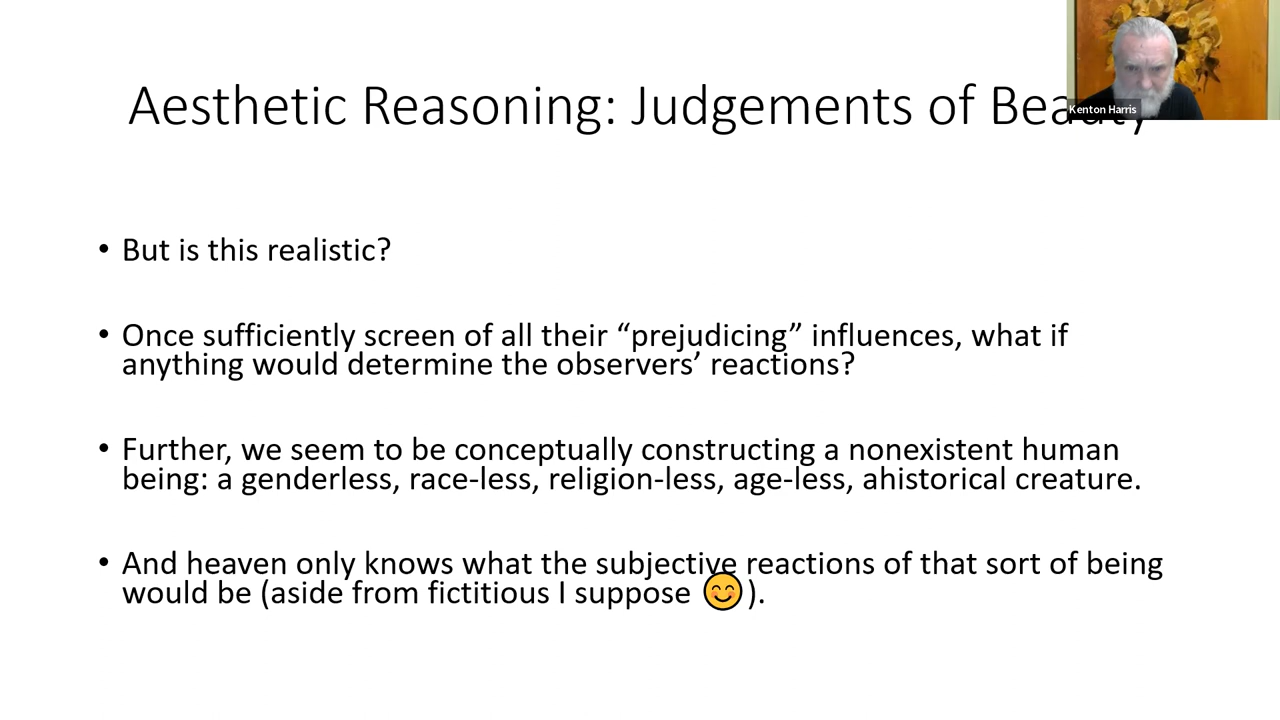 Aesthetic Reasoning: Judgements of Beauty
Kenton Harris
• But is this realistic?
• Once sufficiently screen of all their “prejudicing” influences, what if
anything would determine the observers’ reactions?
• Further, we seem to be conceptually constructing a nonexistent human
being: a genderless, race-less, religion-less, age-less, ahistorical creature.
• And heaven only knows what the subjective reactions of that sort of being
would be (aside from fictitious I suppose 😊).